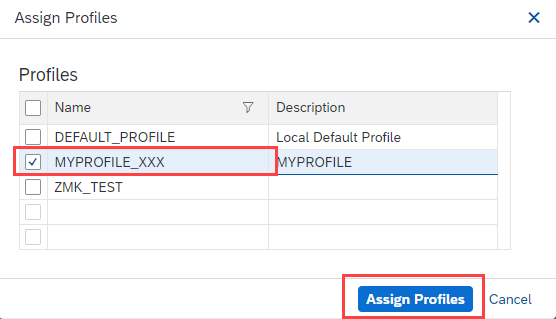 Assign Profiles
Profiles
Name Description
DEFAULT_PROFILE Local Default Profile
MYPROFILE_XXX MYPROFILE
ZMK_TEST
Assign Profiles Cancel